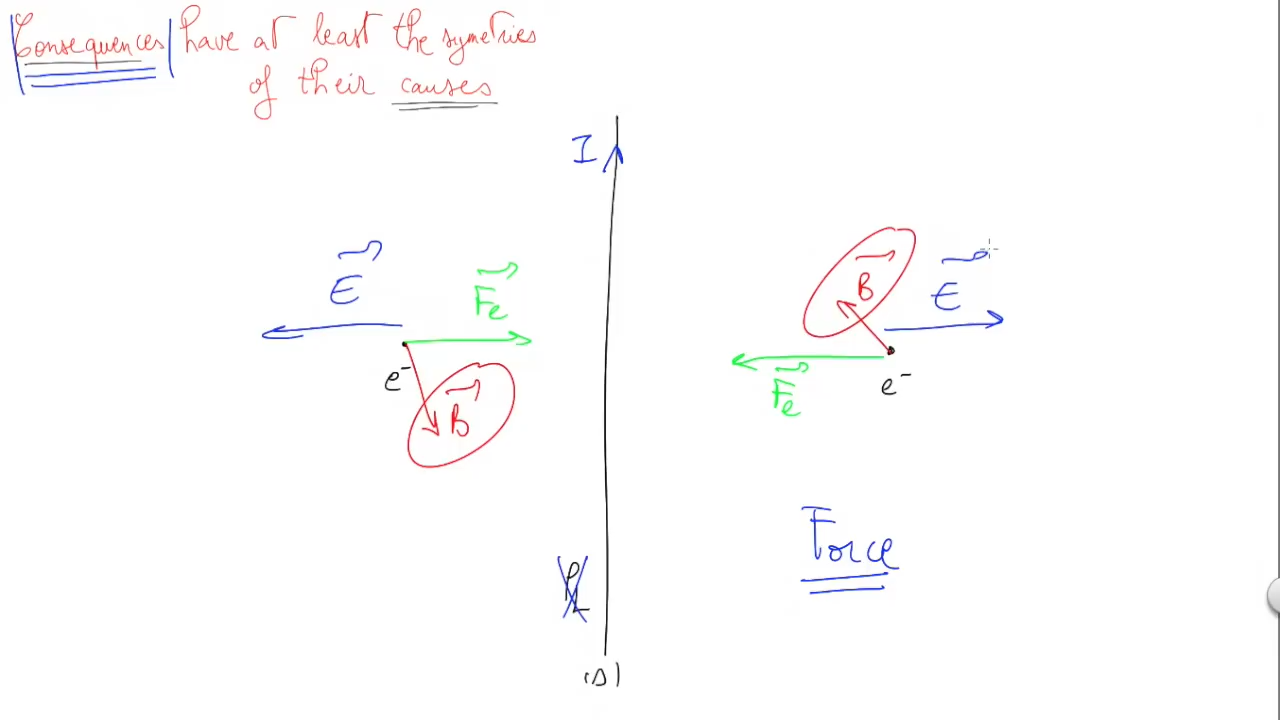 Consequences have at least the symetries
of their causes
I
E
Fe
B
E
e⁻
B
Fe
e⁻
Force
(Δ)